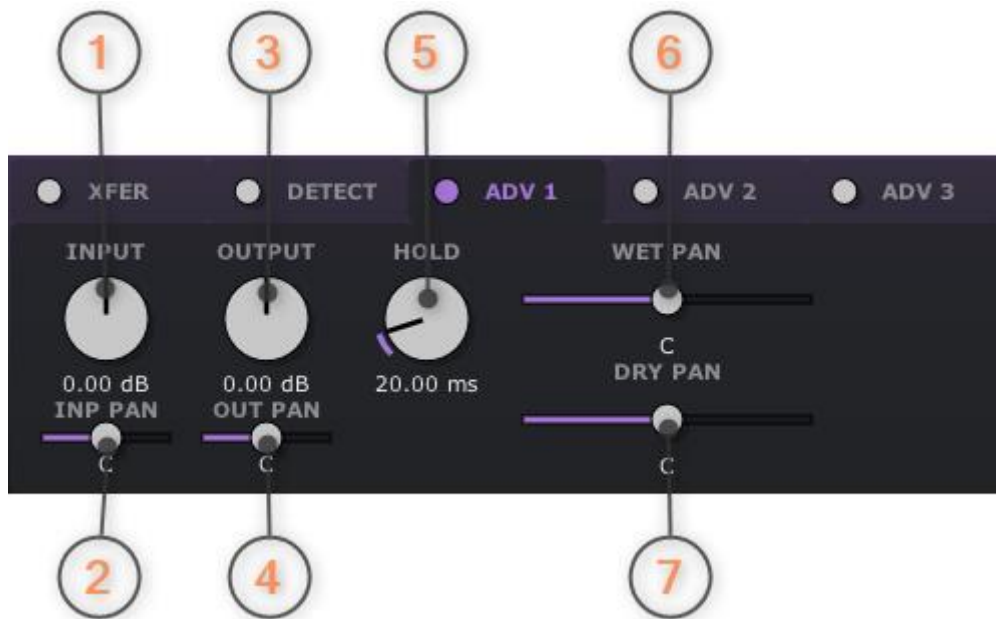 1 3 5 6
XFER DETECT ADV 1 ADV 2 ADV 3
INPUT OUTPUT HOLD WET PAN
C
DRY PAN
0.00 dB 0.00 dB 20.00 ms
INP PAN OUT PAN
C C C
2 4 7